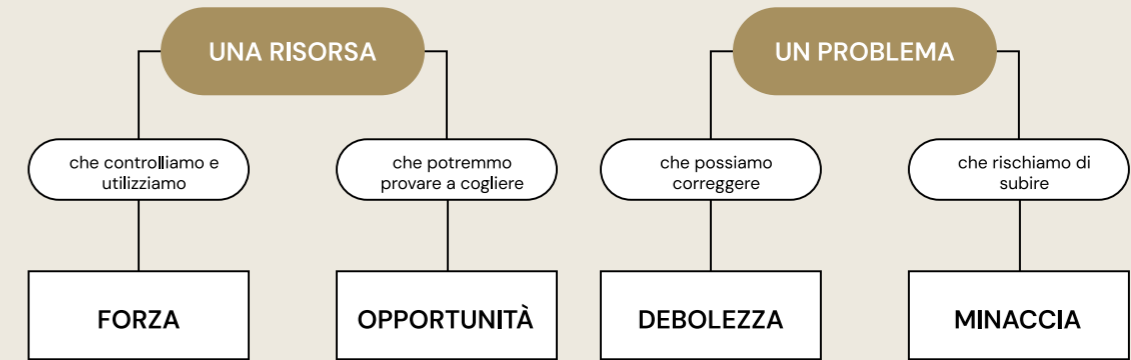 UNA RISORSA
UN PROBLEMA
che controlliamo e
utilizziamo
che potremmo
provare a cogliere
che possiamo
correggere
che rischiamo di
subire
FORZA
OPPORTUNITÀ
DEBOLEZZA
MINACCIA